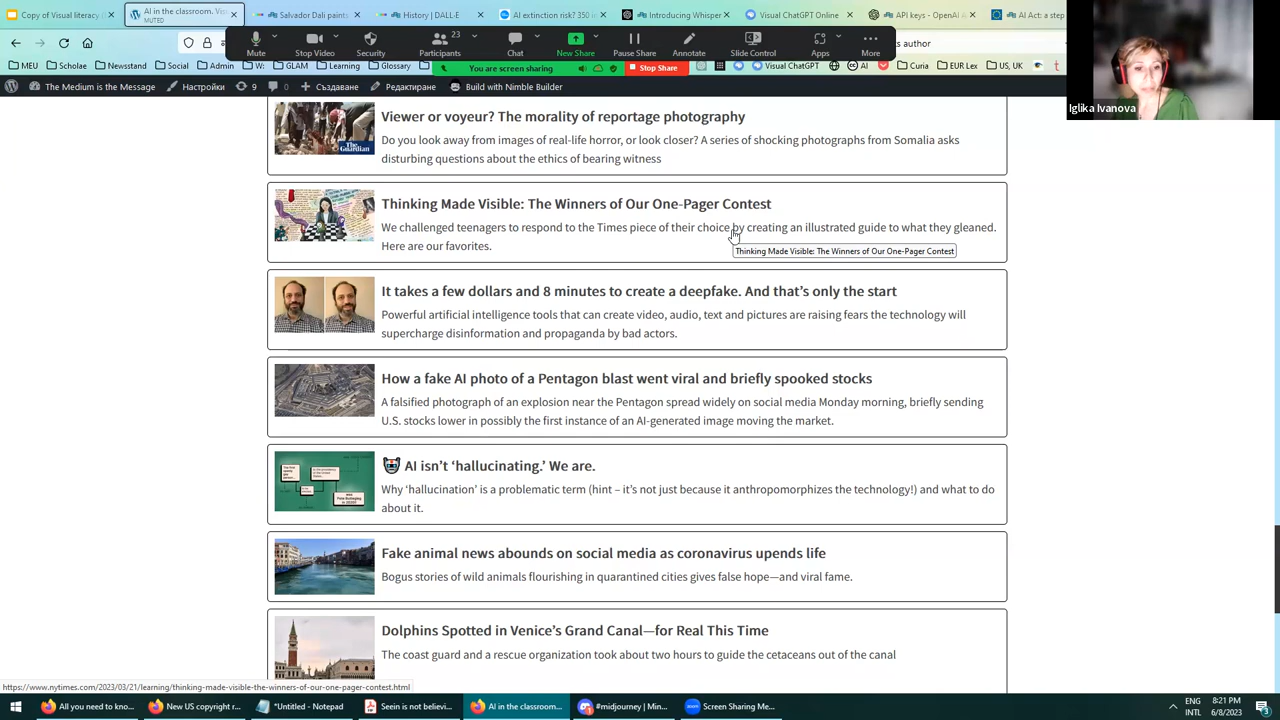 Copy of Visual literacy (
AI in the classroom. Vi
MUTED
Salvador Dalí paints
History | DALL·E
AI extinction risk? 350 k
Introducing Whisper
Visual ChatGPT Online
API keys - OpenAI A
AI Act: a step
s author
Mute
Stop Video
Security
Participants
23
Chat
New Share
Pause Share
Annotate
Slide Control
Apps
More
MEU
Scholae
Newsstand
Social
Admin
W:
GLAM
Learning
Glossary
You are screen sharing
Stop Share
Visual ChatGPT
AI
Curia
EUR Lex
US, UK
The Medium is the Message
Настройки
9
Създаване
Редактиране
Build with Nimble Builder
Iglika Ivanova
Viewer or voyeur? The morality of reportage photography
Do you look away from images of real-life horror, or look closer? A series of shocking photographs from Somalia asks
disturbing questions about the ethics of bearing witness
The
Guardian
Thinking Made Visible: The Winners of Our One-Pager Contest
We challenged teenagers to respond to the Times piece of their choice by creating an illustrated guide to what they gleaned.
Here are our favorites.
Thinking Made Visible: The Winners of Our One-Pager Contest
It takes a few dollars and 8 minutes to create a deepfake. And that’s only the start
Powerful artificial intelligence tools that can create video, audio, text and pictures are raising fears the technology will
supercharge disinformation and propaganda by bad actors.
How a fake AI photo of a Pentagon blast went viral and briefly spooked stocks
A falsified photograph of an explosion near the Pentagon spread widely on social media Monday morning, briefly sending
U.S. stocks lower in possibly the first instance of an AI-generated image moving the market.
AI isn’t ‘hallucinating.’ We are.
Why ‘hallucination’ is a problematic term (hint – it’s not just because it anthropomorphizes the technology!) and what to do
about it.
Fake animal news abounds on social media as coronavirus upends life
Bogus stories of wild animals flourishing in quarantined cities gives false hope—and viral fame.
Dolphins Spotted in Venice’s Grand Canal—for Real This Time
The coast guard and a rescue organization took about two hours to guide the cetaceans out of the canal
https://www.nytimes.com/2023/03/21/learning/thinking-made-visible-the-winners-of-our-one-pager-contest.html
All you need to kno...
New US copyright r...
*Untitled - Notepad
Seein is not believi...
AI in the classroom...
#midjourney | Min...
Screen Sharing Me...
ENG
INTL
8:21 PM
6/8/2023
3